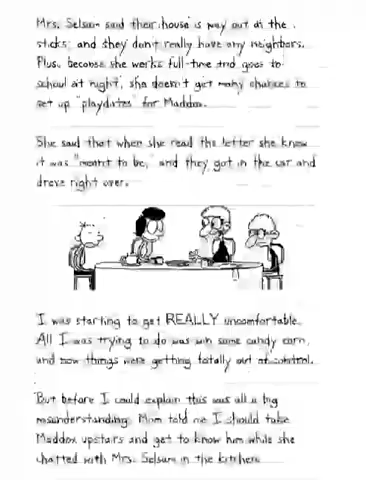 Mrs. Selsam said their house is way out in the
sticks, and they don't really have any neighbors.
Plus, because she works full-time and goes to
school at night, she doesn't get many chances to
set up "playdates" for Maddox.
She said that when she read the letter she knew
it was "meant to be," and they got in the car and
drove right over.
I was starting to get REALLY uncomfortable.
All I was trying to do was win some candy corn,
and now things were getting totally out of control.
But before I could explain this was all a big
misunderstanding, Mom told me I should take
Maddox upstairs and get to know him while she
chatted with Mrs. Selsam in the kitchen.